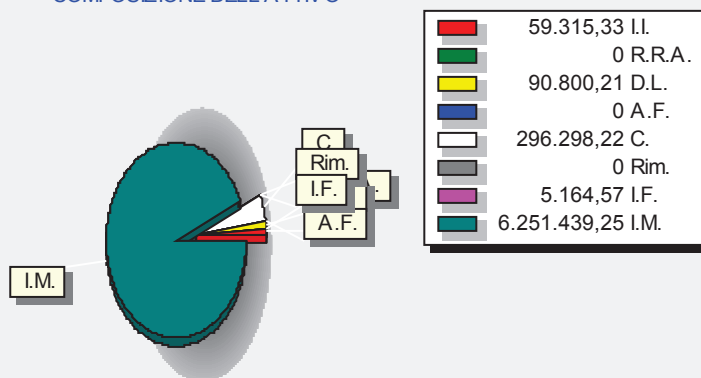 COMPOSIZIONE DELL'ATTIVO
59.315,33 I.I.
0 R.R.A.
90.800,21 D.L.
0 A.F.
296.298,22 C.
0 Rim.
5.164,57 I.F.
6.251.439,25 I.M.
C.
Rim.
I.F.
A.F.
I.M.